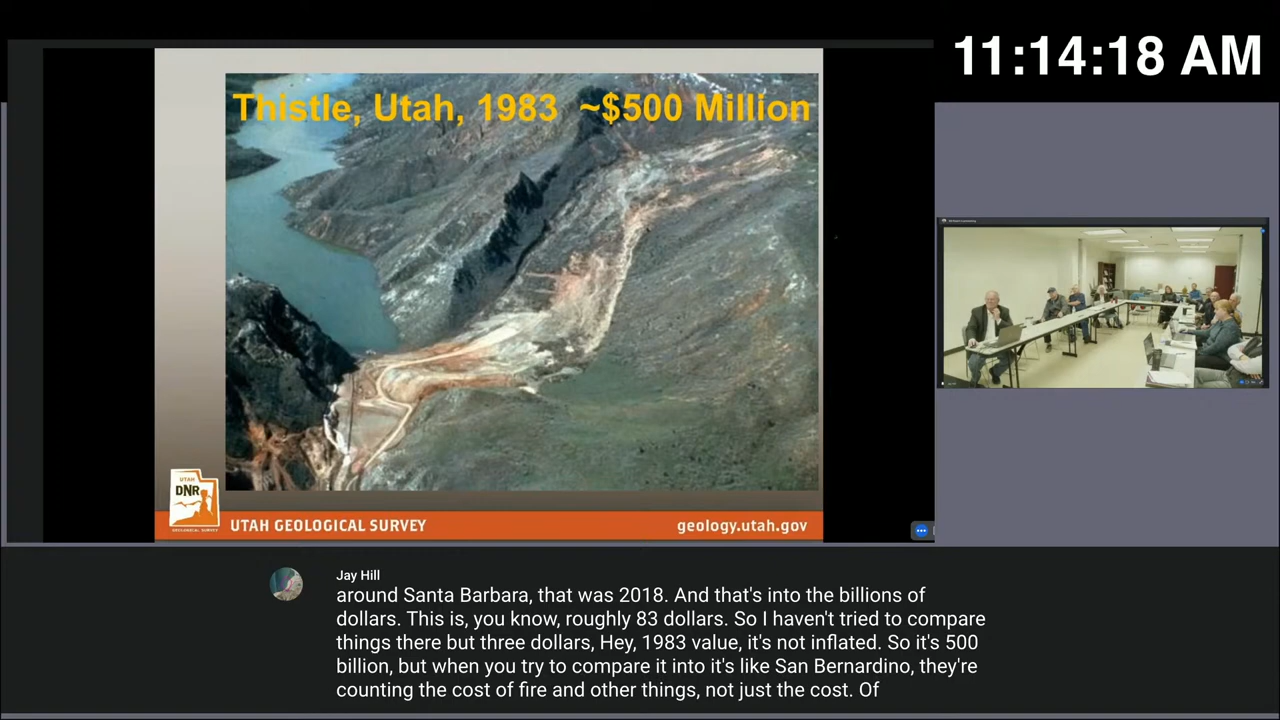 11:14:18 AM
Thistle, Utah, 1983 ~$500 Million
UTAH
DNR
GEOLOGICAL SURVEY
UTAH GEOLOGICAL SURVEY
geology.utah.gov
Jay Hill
around Santa Barbara, that was 2018. And that's into the billions of
dollars. This is, you know, roughly 83 dollars. So I haven't tried to compare
things there but three dollars, Hey, 1983 value, it's not inflated. So it's 500
billion, but when you try to compare it into it's like San Bernardino, they're
counting the cost of fire and other things, not just the cost. Of